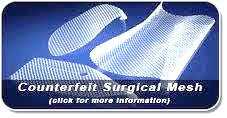 Counterfeit Surgical Mesh
(click for more information)